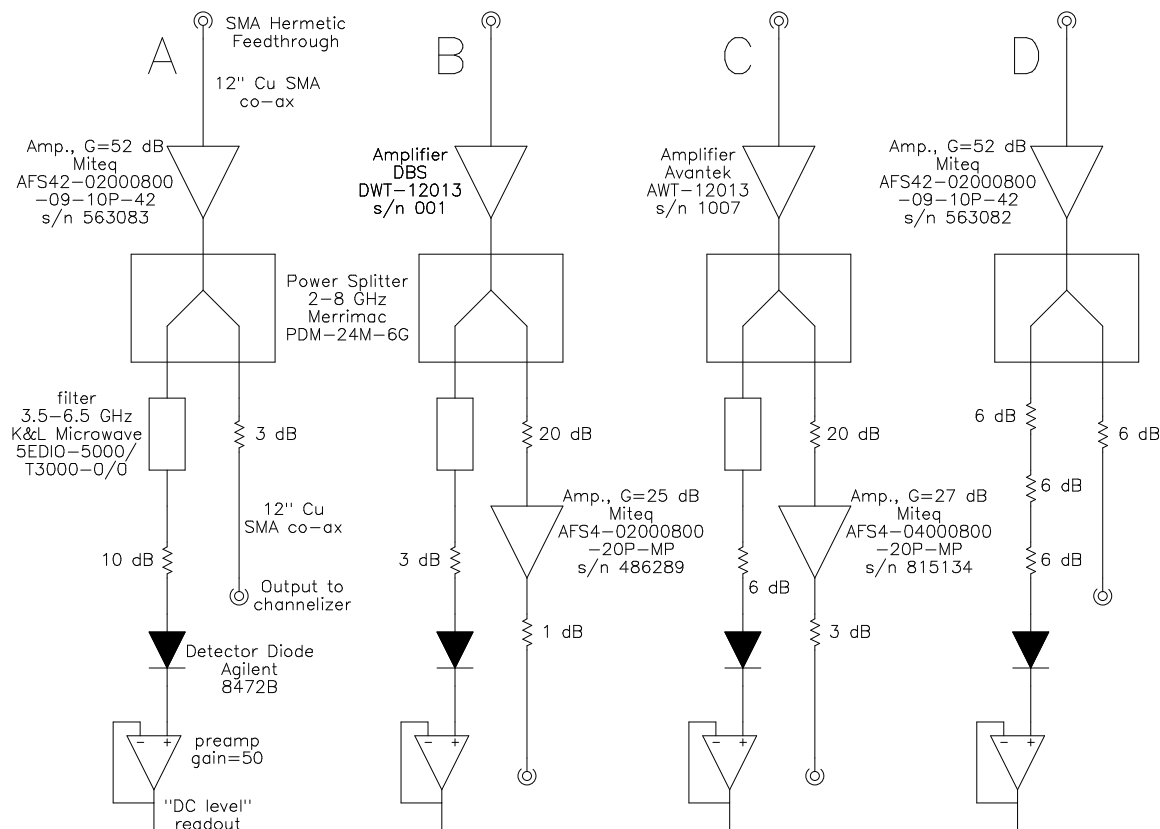 SMA Hermetic
Feedthrough
A
B
C
D
12" Cu SMA
co-ax
Amp., G=52 dB
Miteq
AFS42-02000800
-09-10P-42
s/n 563083
Amplifier
DBS
DWT-12013
s/n 001
Amplifier
Avantek
AWT-12013
s/n 1007
Amp., G=52 dB
Miteq
AFS42-02000800
-09-10P-42
s/n 563082
Power Splitter
2-8 GHz
Merrimac
PDM-24M-6G
filter
3.5-6.5 GHz
K&L Microwave
5EDIO-5000/
T3000-O/O
3 dB
20 dB
20 dB
6 dB
6 dB
6 dB
12" Cu
SMA co-ax
Amp., G=25 dB
Miteq
AFS4-02000800
-20P-MP
s/n 486289
Amp., G=27 dB
Miteq
AFS4-04000800
-20P-MP
s/n 815134
10 dB
3 dB
6 dB
6 dB
Output to
channelizer
1 dB
3 dB
Detector Diode
Agilent
8472B
- +
preamp
gain=50
- +
- +
- +
"DC level"
readout